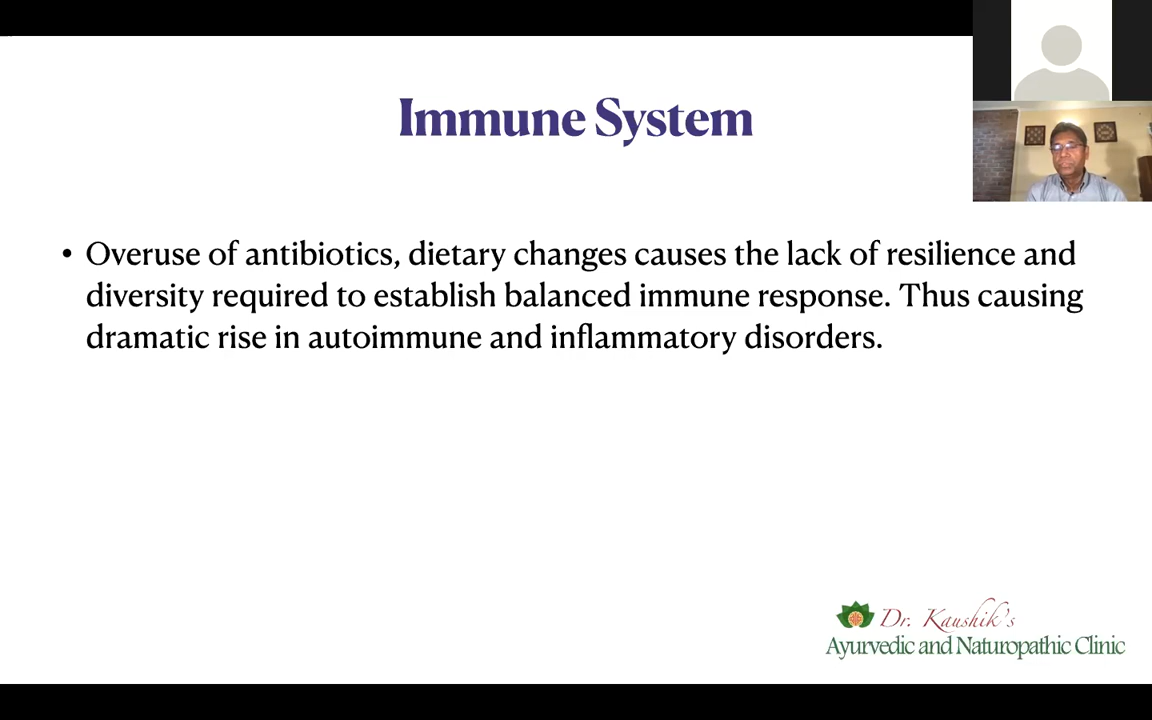 Immune System
• Overuse of antibiotics, dietary changes causes the lack of resilience and
diversity required to establish balanced immune response. Thus causing
dramatic rise in autoimmune and inflammatory disorders.
Dr. Kaushik's
Ayurvedic and Naturopathic Clinic